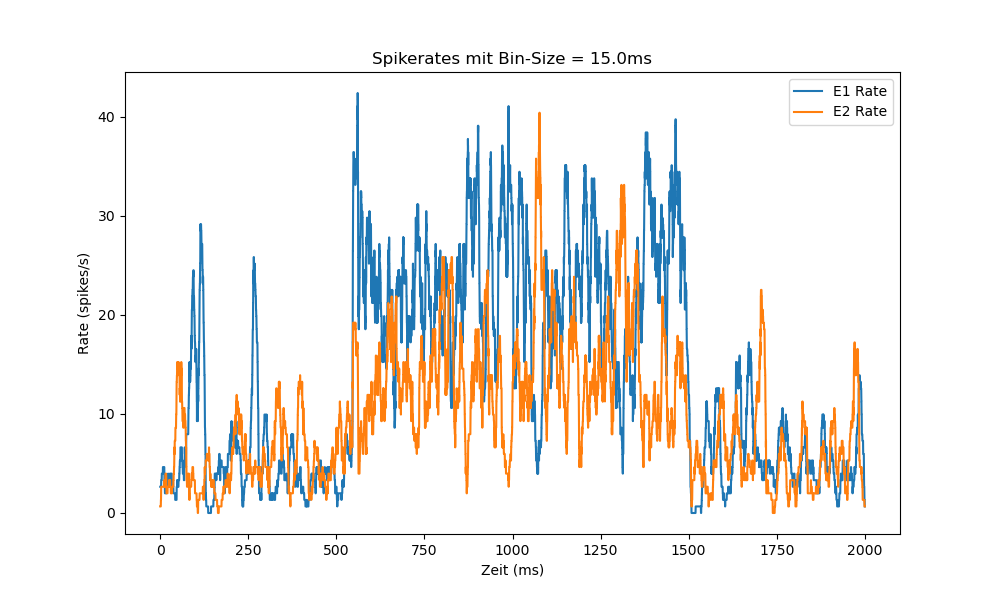 Spikerates mit Bin-Size = 15.0ms
E1 Rate
E2 Rate
40
30
20
10
0
Rate (spikes/s)
0 250 500 750 1000 1250 1500 1750 2000
Zeit (ms)